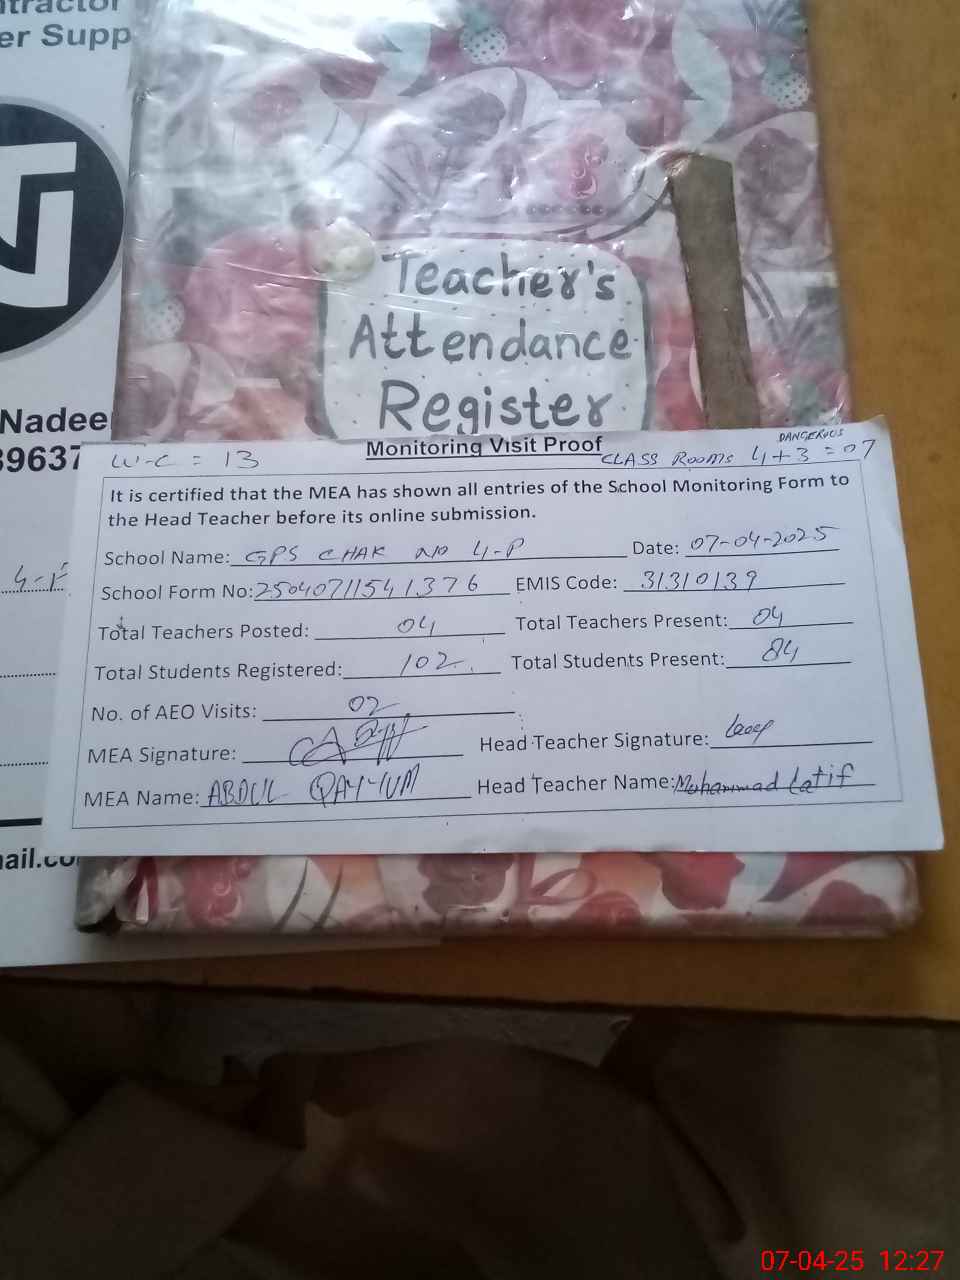 ntractor
er Supp
Nadee
39637
4-P
ail.co
Teacher's
Attendance
Register
Monitoring Visit Proof
W-C = 13
DANGEROUS
CLASS ROOMS 4+3 = 07
It is certified that the MEA has shown all entries of the School Monitoring Form to
the Head Teacher before its online submission.
School Name: GPS CHAK NO 4-P Date: 07-04-2025
School Form No: 25040711541376 EMIS Code: 31310139
Total Teachers Posted: 04 Total Teachers Present: 04
Total Students Registered: 102 Total Students Present: 84
No. of AEO Visits: 02
MEA Signature: Head Teacher Signature:
MEA Name: ABDUL QAYYUM Head Teacher Name: Muhammad Latif
07-04-25 12:27